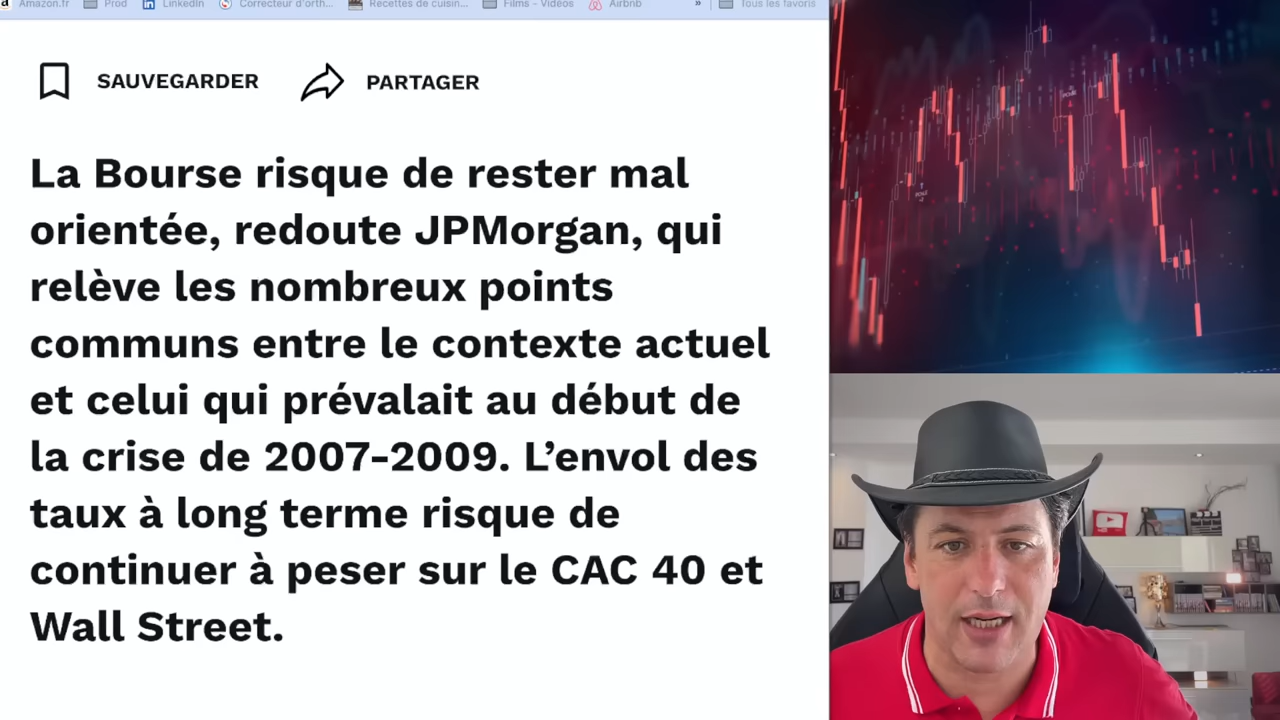 Amazon.fr Prod LinkedIn Correcteur d'orth... Recettes de cuisin... Films - Vidéos Airbnb » Tous les favoris
SAUVEGARDER PARTAGER
La Bourse risque de rester mal
orientée, redoute JPMorgan, qui
relève les nombreux points
communs entre le contexte actuel
et celui qui prévalait au début de
la crise de 2007-2009. L’envol des
taux à long terme risque de
continuer à peser sur le CAC 40 et
Wall Street.